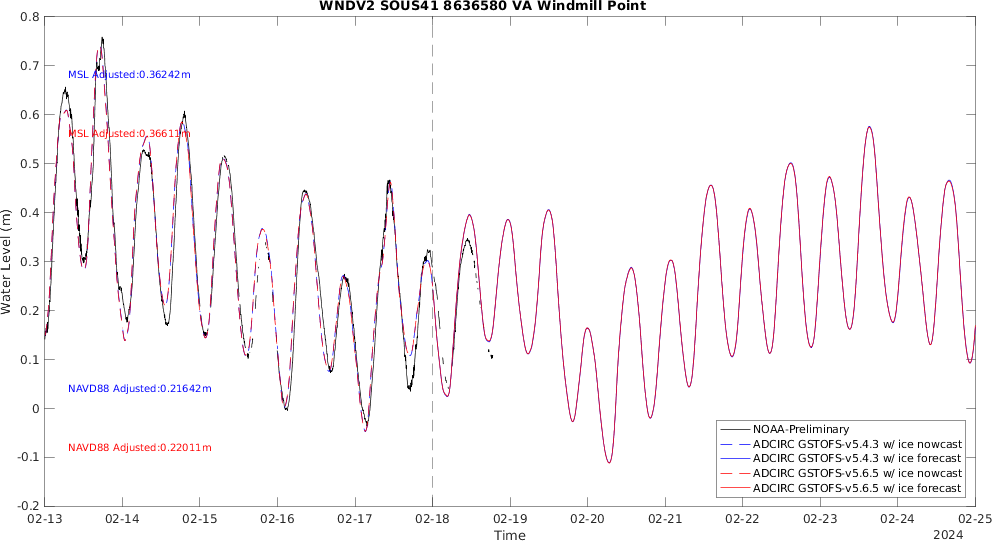 WNDV2 SOUS41 8636580 VA Windmill Point
0.8
0.7
0.6
0.5
0.4
0.3
0.2
0.1
0
-0.1
-0.2
Water Level (m)
MSL Adjusted:0.36242m
MSL Adjusted:0.36611m
NAVD88 Adjusted:0.21642m
NAVD88 Adjusted:0.22011m
NOAA-Preliminary
ADCIRC GSTOFS-v5.4.3 w/ ice nowcast
ADCIRC GSTOFS-v5.4.3 w/ ice forecast
ADCIRC GSTOFS-v5.6.5 w/ ice nowcast
ADCIRC GSTOFS-v5.6.5 w/ ice forecast
02-13 02-14 02-15 02-16 02-17 02-18 02-19 02-20 02-21 02-22 02-23 02-24 02-25
Time
2024